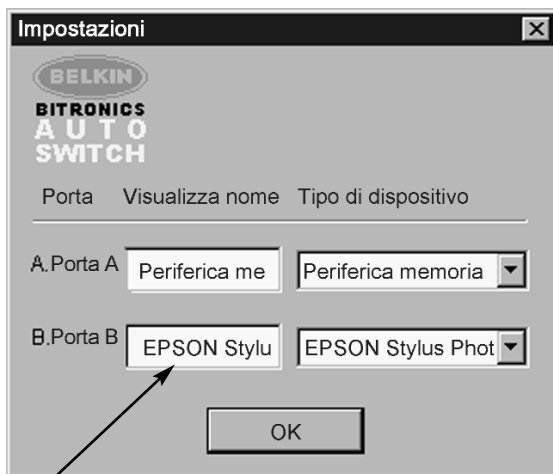 Impostazioni
BELKIN
BITRONICS
AUTO
SWITCH
Porta Visualizza nome Tipo di dispositivo
A.Porta A Periferica me Periferica memoria
B.Porta B EPSON Stylu EPSON Stylus Phot
OK